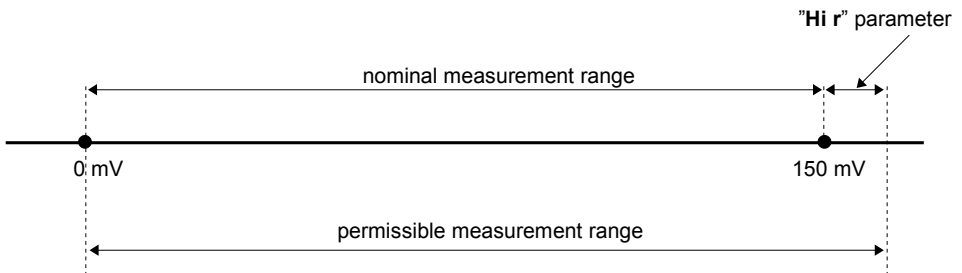 ”Hi r” parameter
nominal measurement range
0 mV
150 mV
permissible measurement range